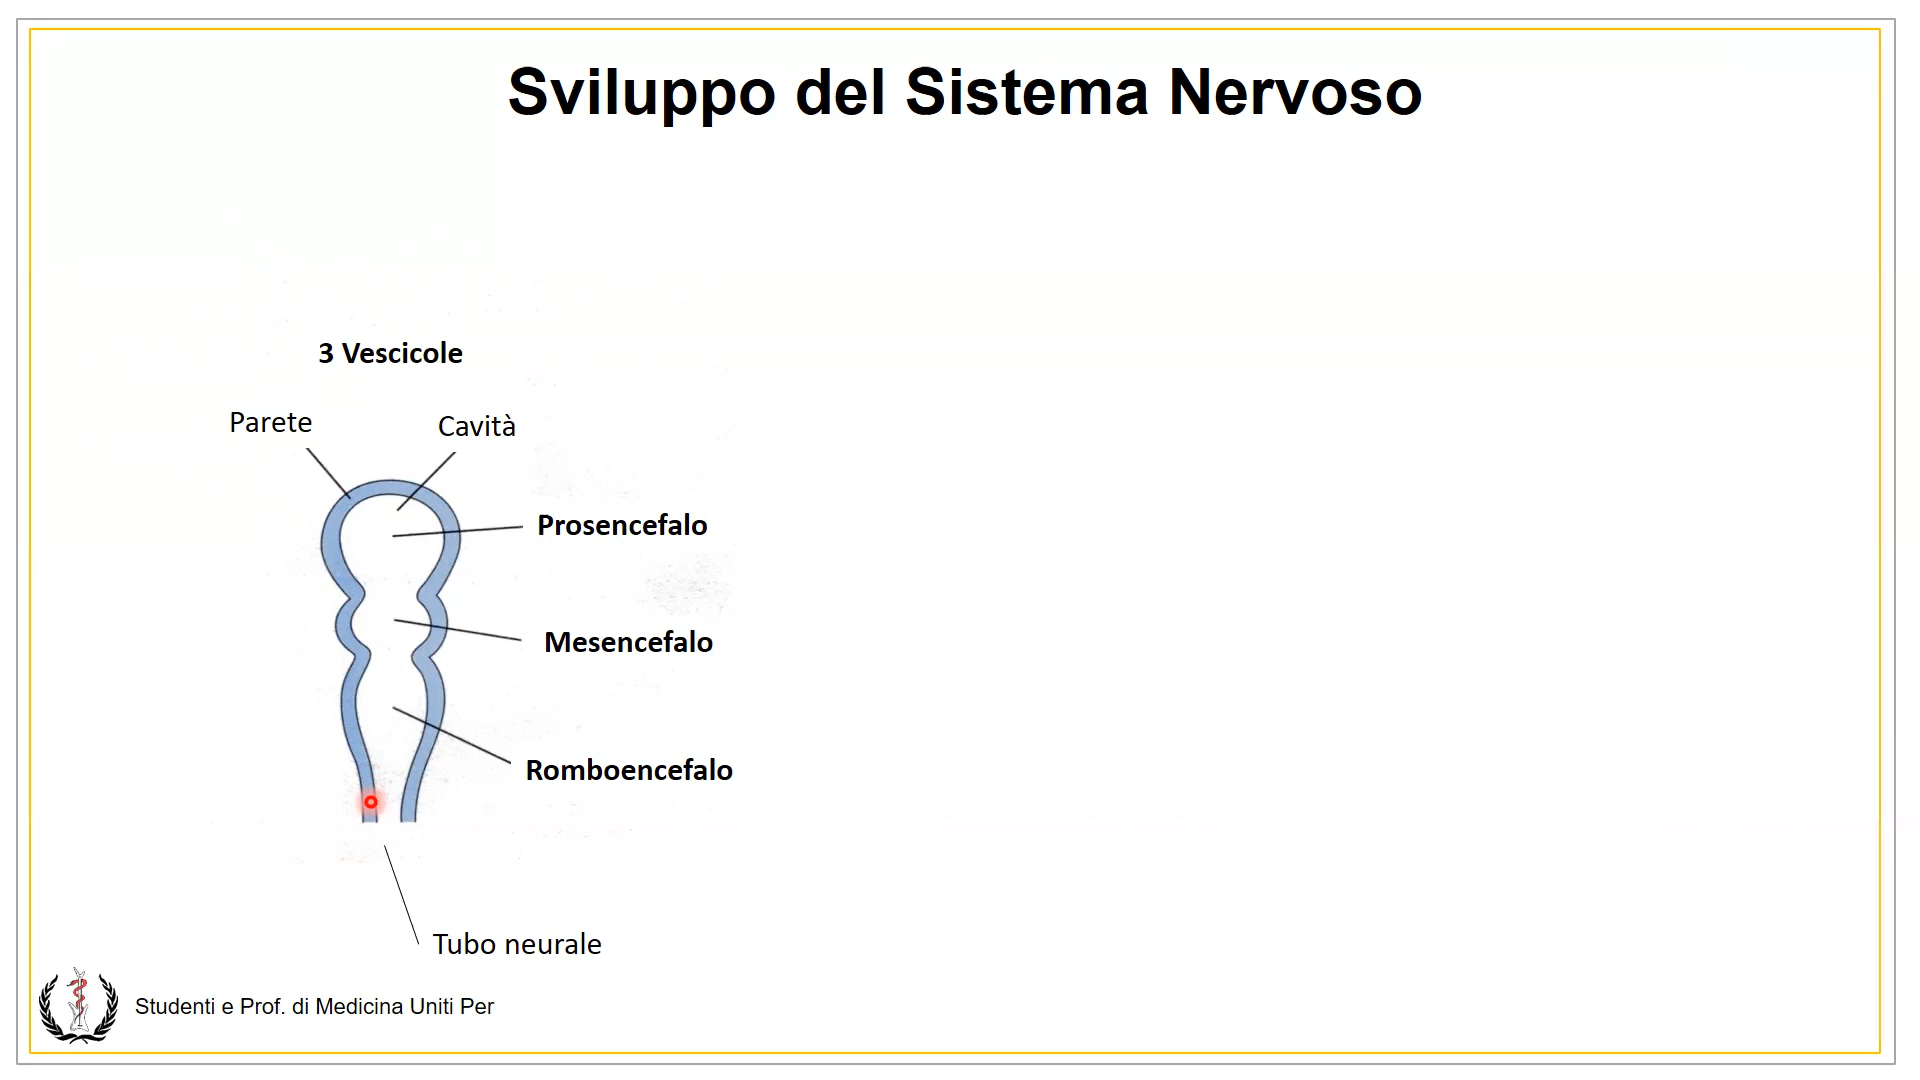 Sviluppo del Sistema Nervoso
3 Vescicole
Parete
Cavità
Prosencefalo
Mesencefalo
Romboencefalo
Tubo neurale
Studenti e Prof. di Medicina Uniti Per